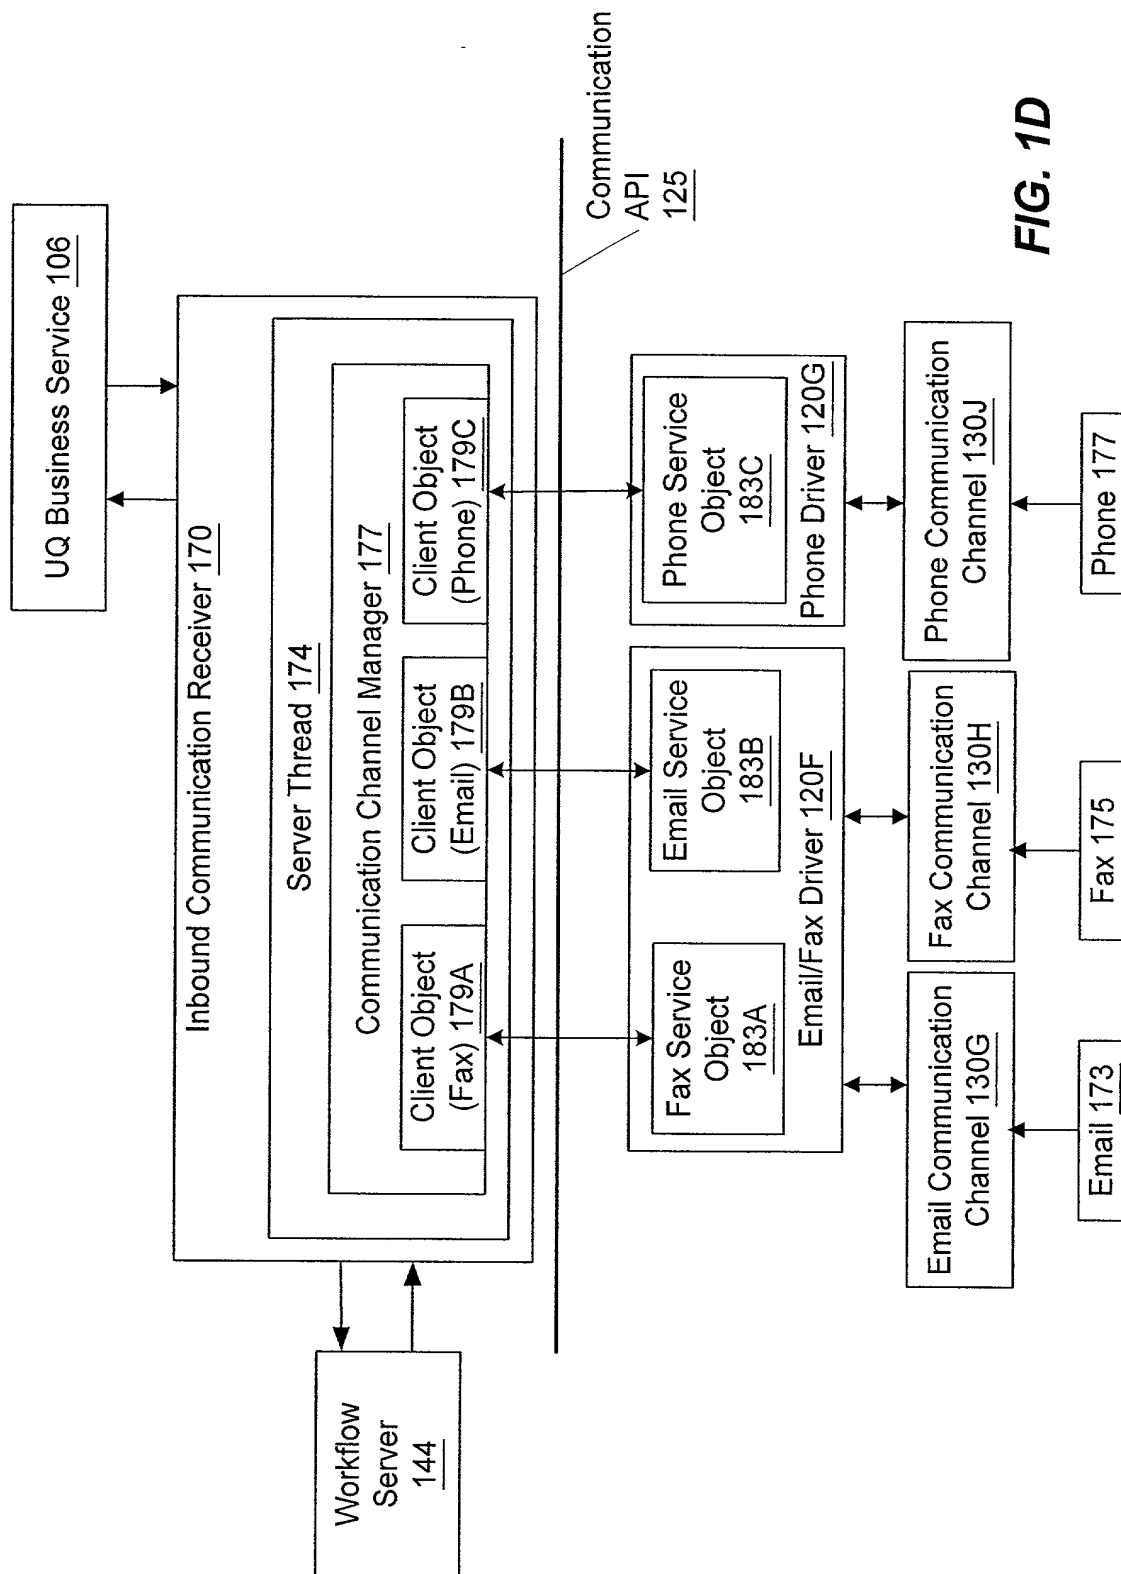 UQ Business Service 106
Inbound Communication Receiver 170
Server Thread 174
Communication Channel Manager 177
Client Object
(Fax) 179A
Client Object
(Email) 179B
Client Object
(Phone) 179C
Workflow
Server
144
Communication
API
125
Fax Service
Object
183A
Email Service
Object
183B
Email/Fax Driver 120F
Phone Service
Object
183C
Phone Driver 120G
Email Communication
Channel 130G
Fax Communication
Channel 130H
Phone Communication
Channel 130J
Email 173
Fax 175
Phone 177
FIG. 1D